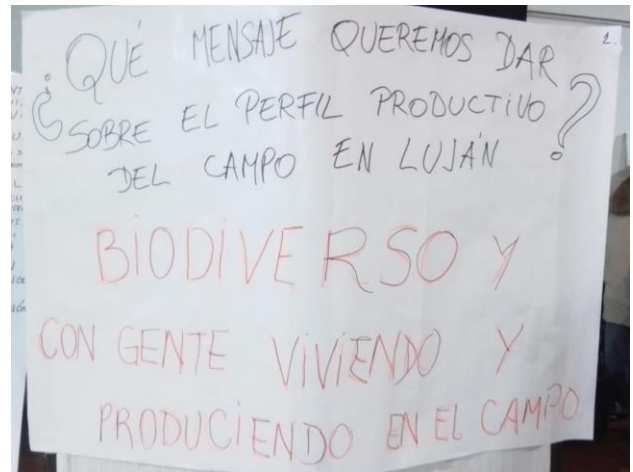 2.
¿QUÉ MENSAJE QUEREMOS DAR
SOBRE EL PERFIL PRODUCTIVO
DEL CAMPO EN LUJÁN?
BIODIVERSO Y
CON GENTE VIVIENDO Y
PRODUCIENDO EN EL CAMPO